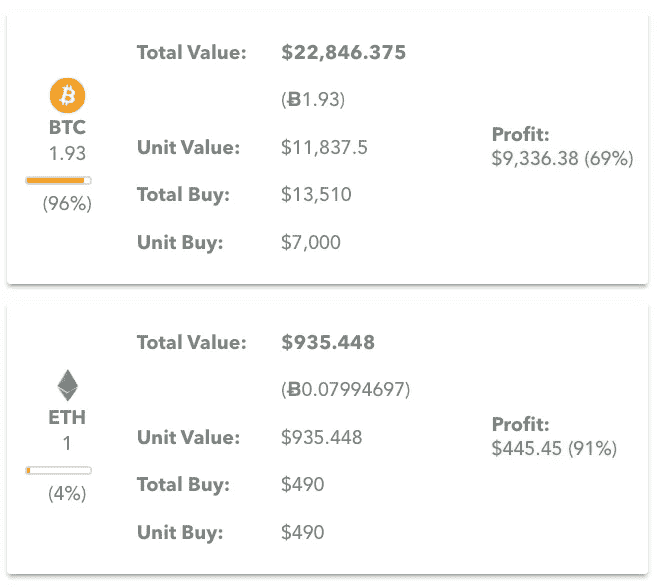 Total Value: $22,846.375
(Ƀ1.93)
BTC
1.93
(96%)
Unit Value: $11,837.5
Total Buy: $13,510
Unit Buy: $7,000
Profit:
$9,336.38 (69%)
Total Value: $935.448
(Ƀ0.07994697)
ETH
1
(4%)
Unit Value: $935.448
Total Buy: $490
Unit Buy: $490
Profit:
$445.45 (91%)